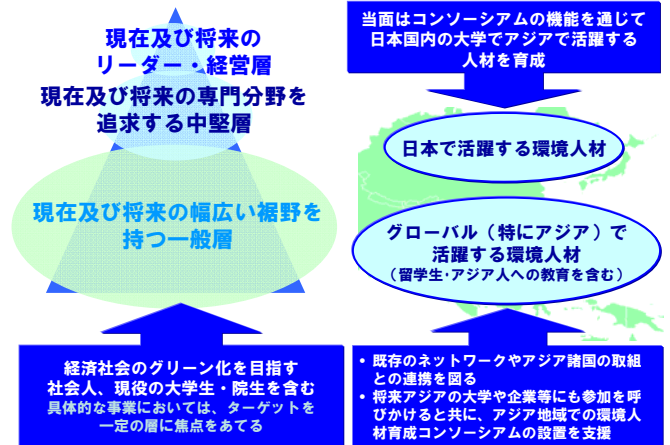 現在及び将来の
リーダー・経営層
現在及び将来の専門分野を
追求する中堅層
現在及び将来の幅広い裾野を
持つ一般層
経済社会のグリーン化を目指す
社会人、現役の大学生・院生を含む
具体的な事業においては、ターゲットを
一定の層に焦点をあてる
当面はコンソーシアムの機能を通じて
日本国内の大学でアジアで活躍する
人材を育成
日本で活躍する環境人材
グローバル（特にアジア）で
活躍する環境人材
（留学生・アジア人への教育を含む）
• 既存のネットワークやアジア諸国の取組
との連携を図る
• 将来アジアの大学や企業等にも参加を呼
びかけると共に、アジア地域での環境人
材育成コンソーシアムの設置を支援